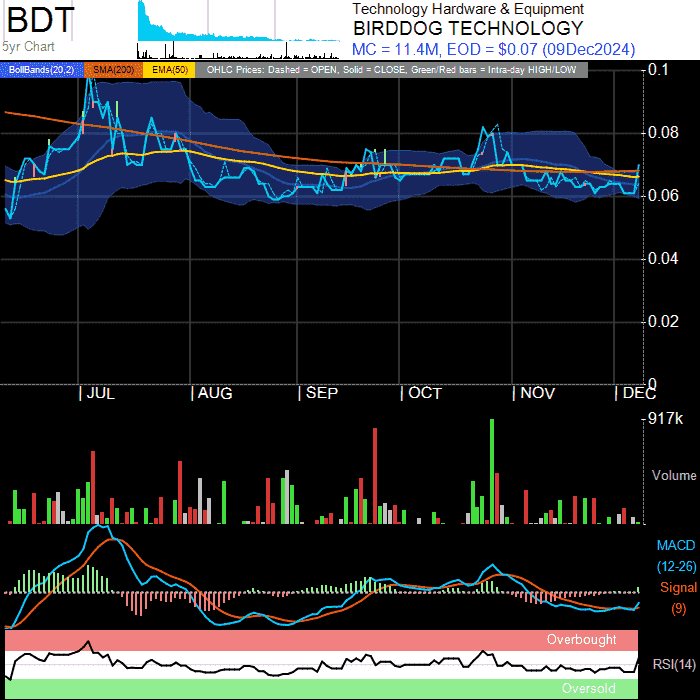 BDT
Technology Hardware & Equipment
BIRDDOG TECHNOLOGY
5yr Chart
MC = 11.4M, EOD = $0.07 (09Dec2024)
BollBands(20,2) SMA(200) EMA(50) OHLC Prices: Dashed = OPEN, Solid = CLOSE, Green/Red bars = Intra-day HIGH/LOW
0.1
0.08
0.06
0.04
0.02
0
JUL AUG SEP OCT NOV DEC
917k
Volume
MACD
(12-26)
Signal
(9)
Overbought
RSI(14)
Oversold